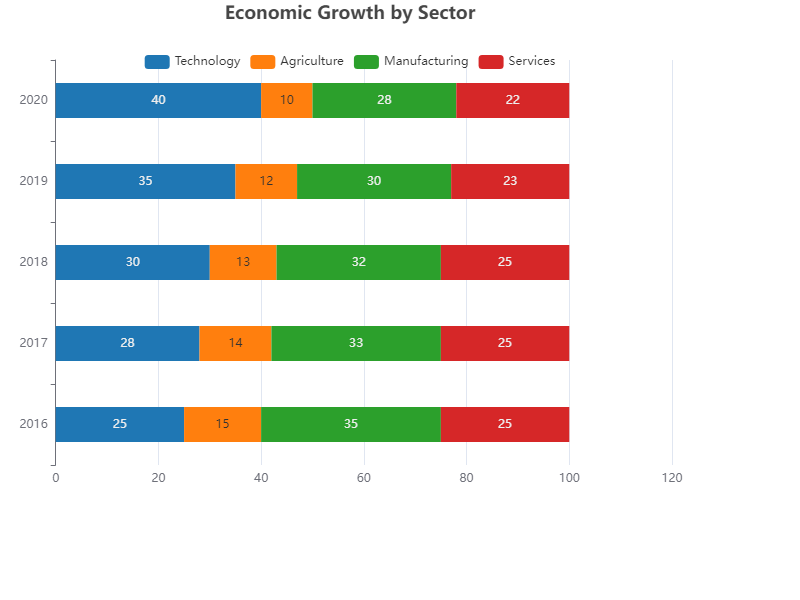 Economic Growth by Sector
Technology Agriculture Manufacturing Services
2020 40 10 28 22
2019 35 12 30 23
2018 30 13 32 25
2017 28 14 33 25
2016 25 15 35 25
0 20 40 60 80 100 120